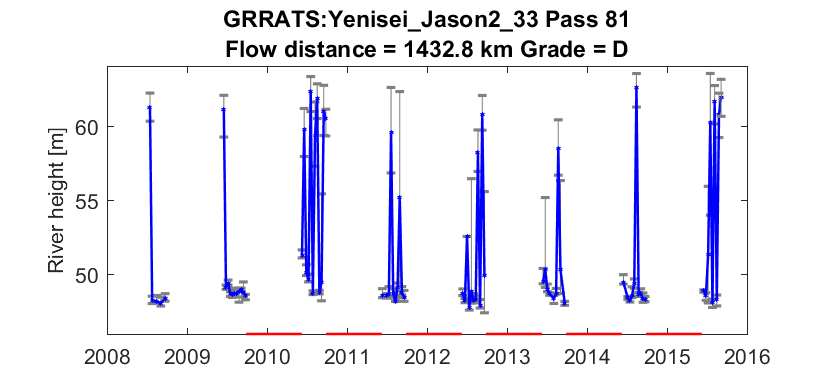 GRRATS:Yenisei_Jason2_33 Pass 81
Flow distance = 1432.8 km Grade = D
River height [m]
60
55
50
2008 2009 2010 2011 2012 2013 2014 2015 2016